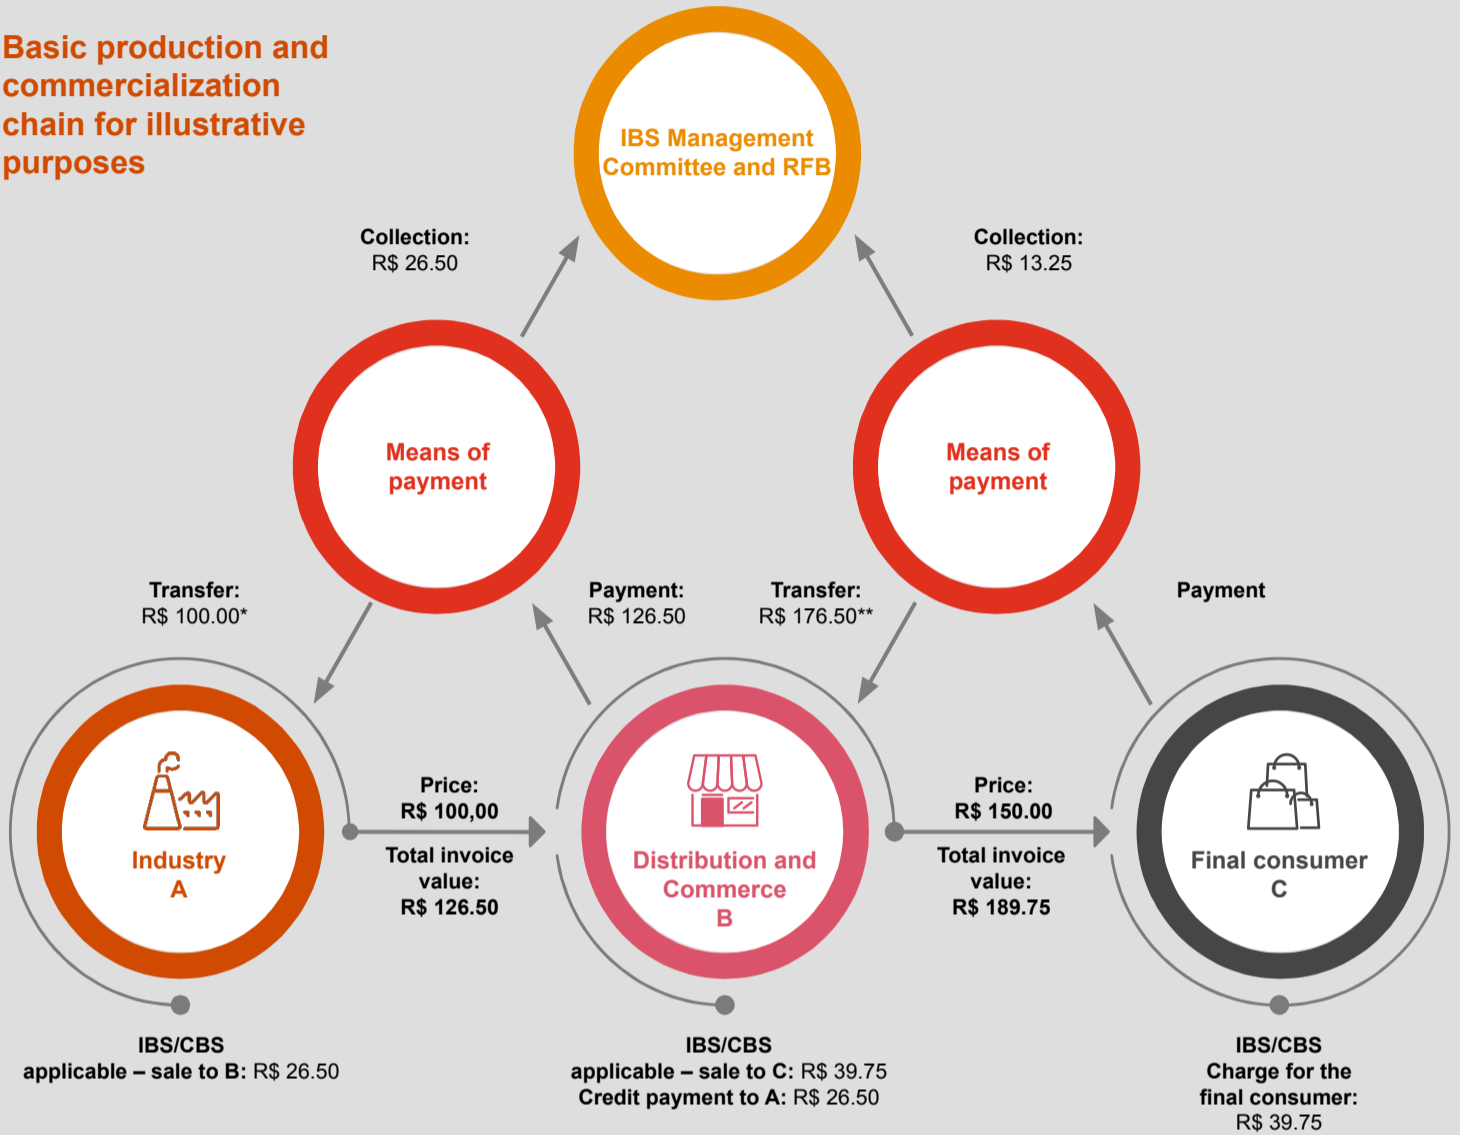 Basic production and
commercialization
chain for illustrative
purposes
IBS Management
Committee and RFB
Collection:
R$ 26.50
Collection:
R$ 13.25
Means of
payment
Means of
payment
Transfer:
R$ 100.00*
Payment:
R$ 126.50
Transfer:
R$ 176.50**
Payment
Industry
A
Price:
R$ 100,00
Total invoice
value:
R$ 126.50
Distribution and
Commerce
B
Price:
R$ 150.00
Total invoice
value:
R$ 189.75
Final consumer
C
IBS/CBS
applicable – sale to B: R$ 26.50
IBS/CBS
applicable – sale to C: R$ 39.75
Credit payment to A: R$ 26.50
IBS/CBS
Charge for the
final consumer:
R$ 39.75